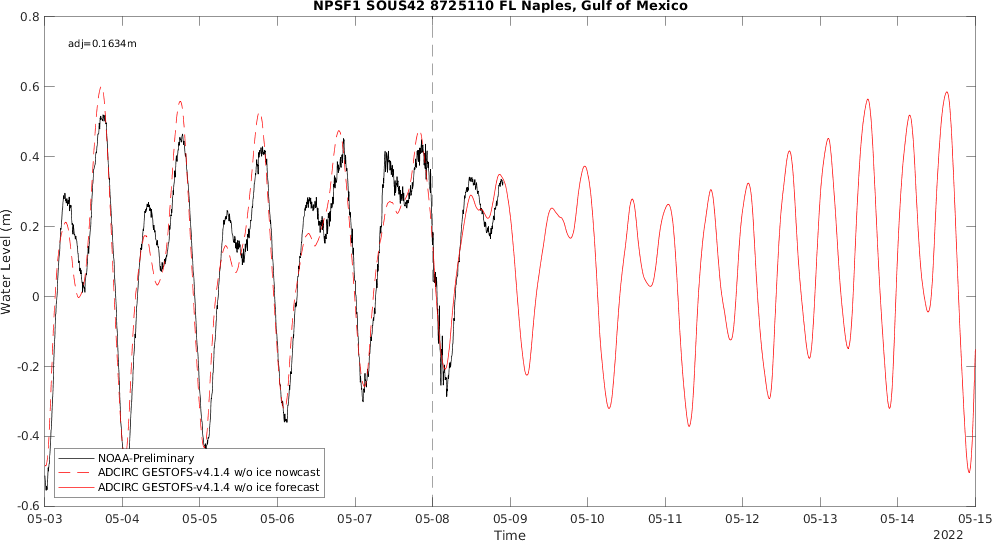 NPSF1 SOUS42 8725110 FL Naples, Gulf of Mexico
0.8
adj=0.1634m
0.6
0.4
0.2
0
-0.2
-0.4
-0.6
Water Level (m)
NOAA-Preliminary
ADCIRC GESTOFS-v4.1.4 w/o ice nowcast
ADCIRC GESTOFS-v4.1.4 w/o ice forecast
05-03 05-04 05-05 05-06 05-07 05-08 05-09 05-10 05-11 05-12 05-13 05-14 05-15
Time
2022